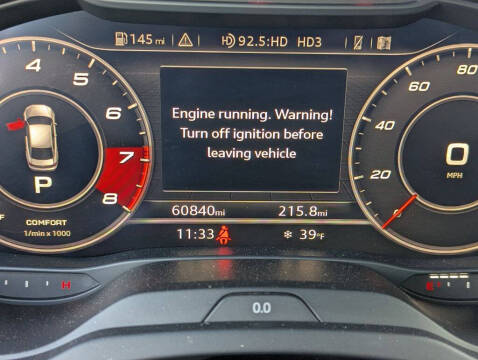 145 mi 92.5:HD HD3
Engine running. Warning!
Turn off ignition before
leaving vehicle
4 5 6 7 8
P
COMFORT
1/min x 1000
20 40 60 80
0
MPH
60840mi 215.8mi
11:33 39°F
H
0.0